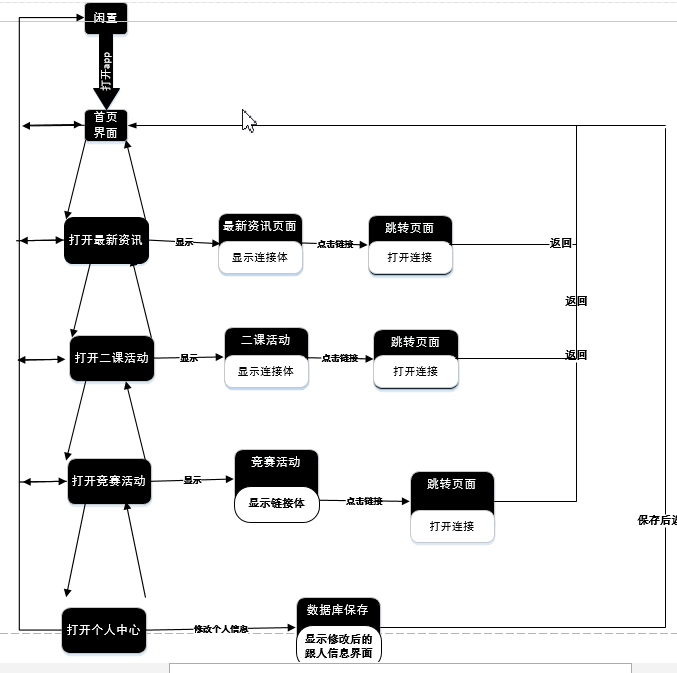 闲置
打开app
首页
界面
打开最新资讯
显示
最新资讯页面
显示连接体
点击链接
跳转页面
打开连接
返回
返回
打开二课活动
显示
二课活动
显示连接体
点击链接
跳转页面
打开连接
返回
打开竞赛活动
显示
竞赛活动
显示链接体
点击链接
跳转页面
打开连接
保存后返
打开个人中心
修改个人信息
数据库保存
显示修改后的
跟人信息界面